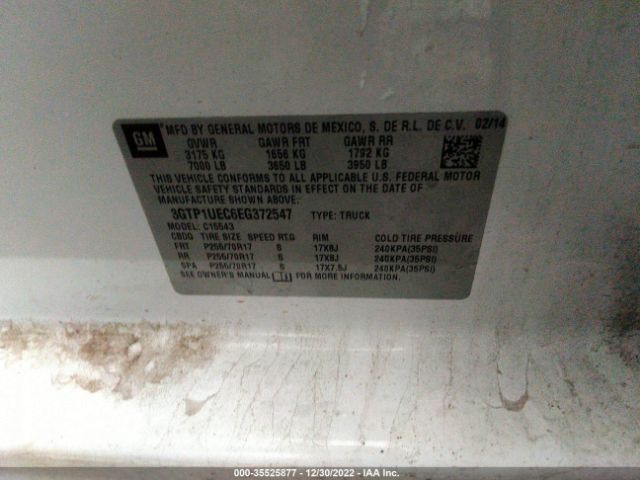 GM
MFD BY GENERAL MOTORS DE MEXICO, S. DE R.L. DE C.V. 02/14
GVWR GAWR FRT GAWR RR
3175 KG 1656 KG 1792 KG
7000 LB 3650 LB 3950 LB
THIS VEHICLE CONFORMS TO ALL APPLICABLE U.S. FEDERAL MOTOR
VEHICLE SAFETY STANDARDS IN EFFECT ON THE DATE OF
MANUFACTURE SHOWN ABOVE.
3GTP1UEC6EG372547 TYPE: TRUCK
MODEL: C15543
CBDG TIRE SIZE SPEED RTG RIM COLD TIRE PRESSURE
FRT P255/70R17 S 17X8J 240KPA(35PSI)
RR P255/70R17 S 17X8J 240KPA(35PSI)
SPA P255/70R17 S 17X7.5J 240KPA(35PSI)
SEE OWNER'S MANUAL FOR MORE INFORMATION.
000-35525877 - 12/30/2022 - IAA Inc.